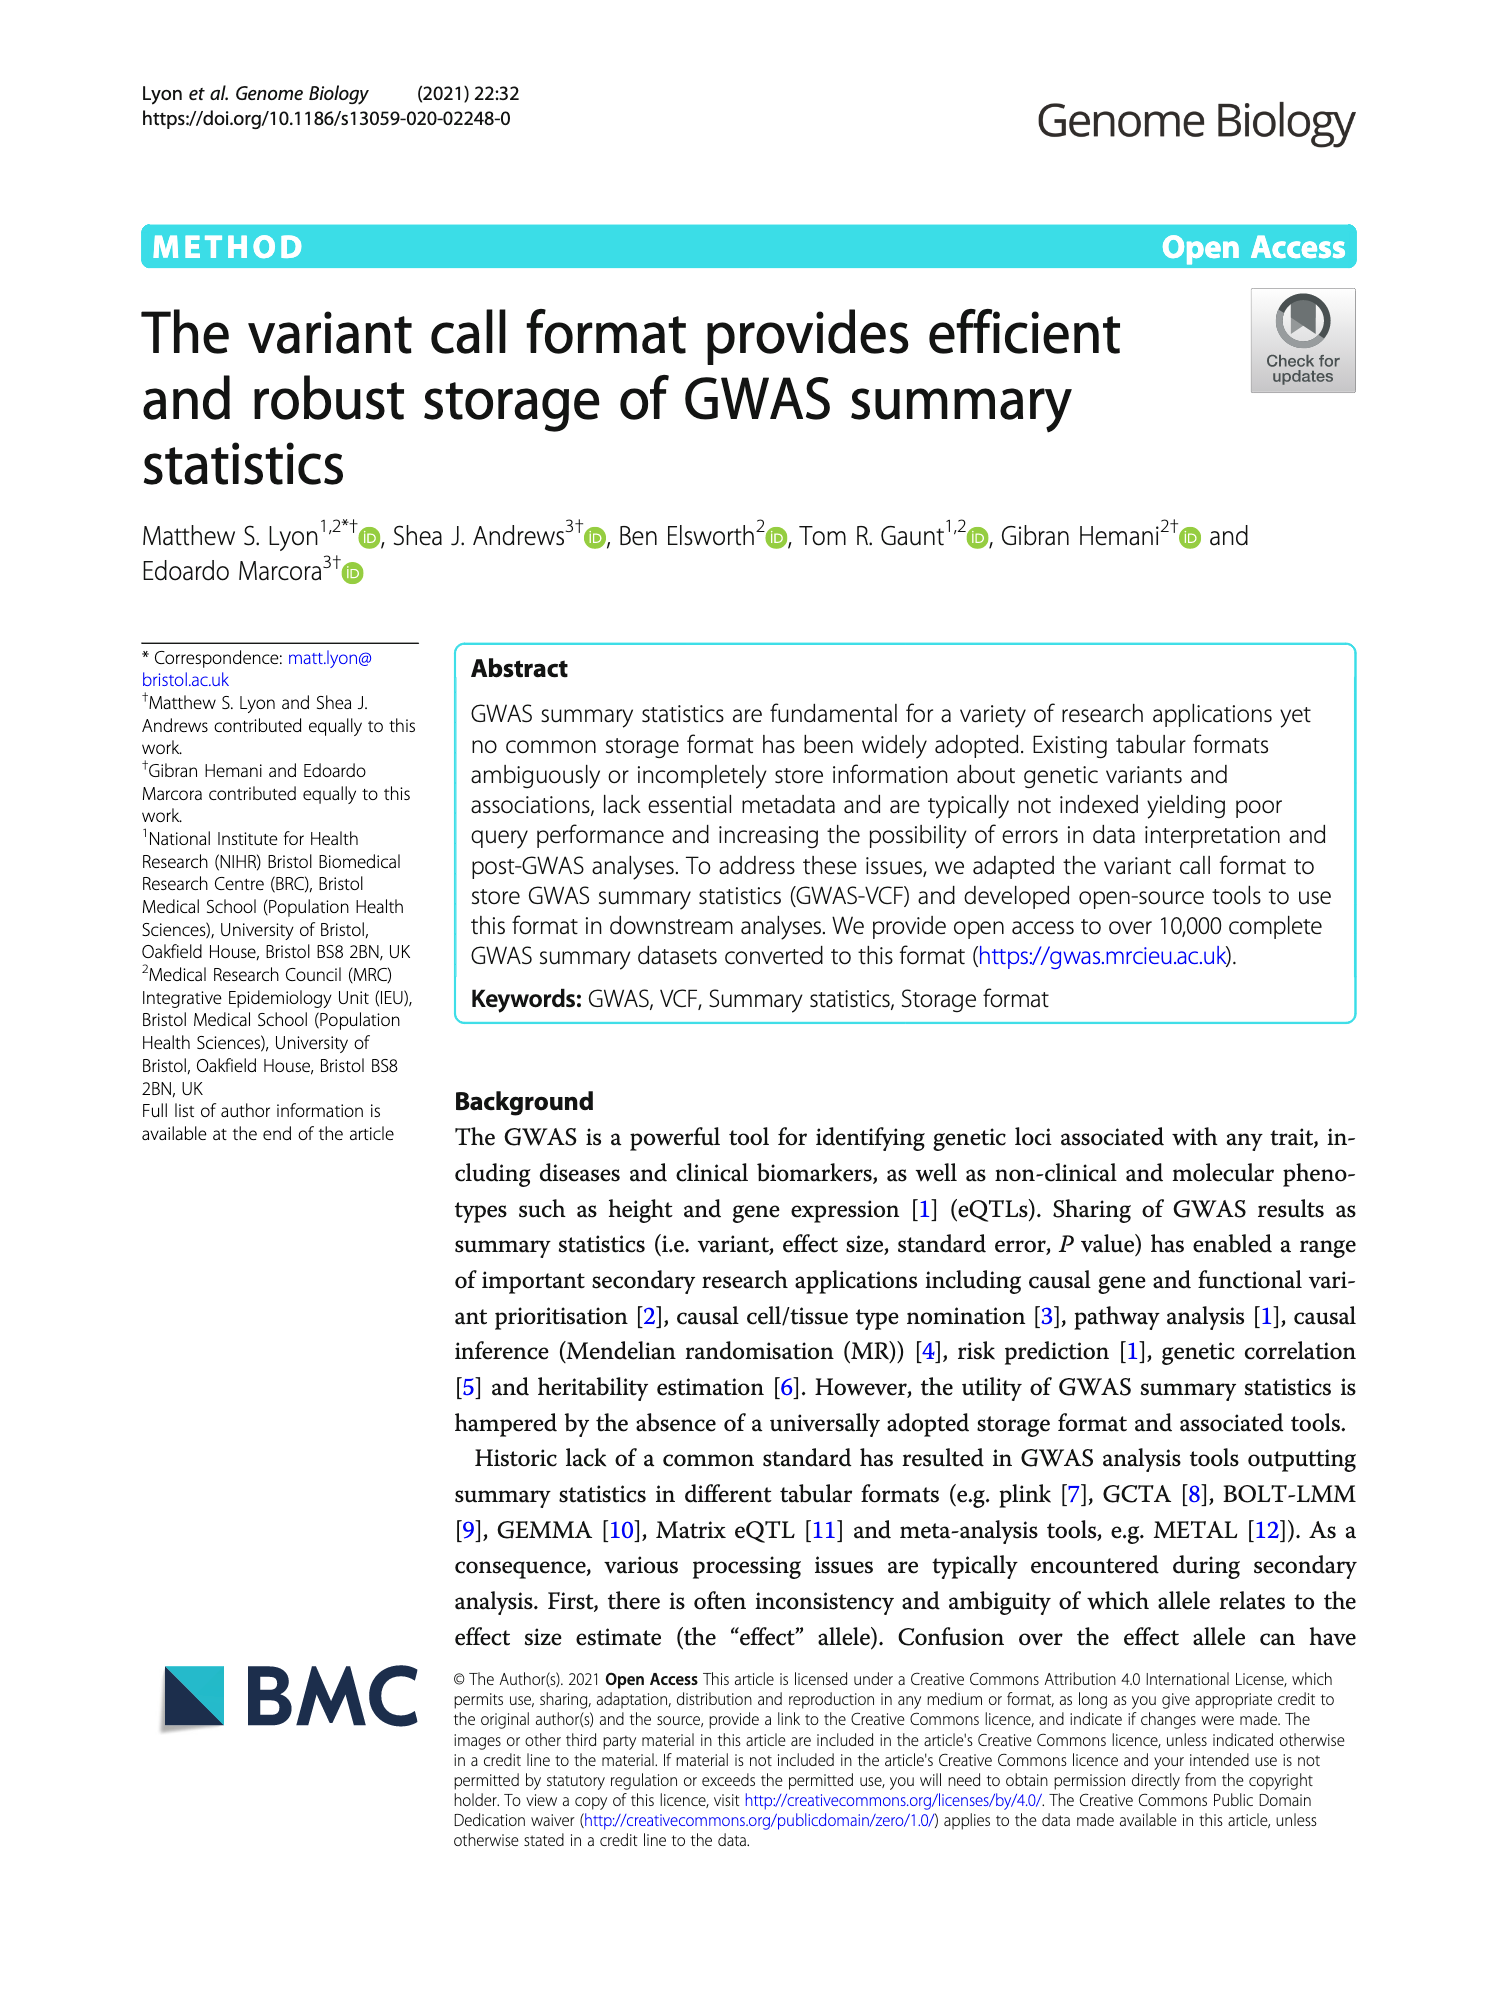 Lyon et al. Genome Biology (2021) 22:32
https://doi.org/10.1186/s13059-020-02248-0
Genome Biology
METHOD
Open Access
The variant call format provides efficient
and robust storage of GWAS summary
statistics
Check for
updates
Matthew S. Lyon1,2*† iD, Shea J. Andrews3† iD, Ben Elsworth2 iD, Tom R. Gaunt1,2 iD, Gibran Hemani2† iD and
Edoardo Marcora3† iD
* Correspondence: matt.lyon@
bristol.ac.uk
†Matthew S. Lyon and Shea J.
Andrews contributed equally to this
work.
†Gibran Hemani and Edoardo
Marcora contributed equally to this
work.
1National Institute for Health
Research (NIHR) Bristol Biomedical
Research Centre (BRC), Bristol
Medical School (Population Health
Sciences), University of Bristol,
Oakfield House, Bristol BS8 2BN, UK
2Medical Research Council (MRC)
Integrative Epidemiology Unit (IEU),
Bristol Medical School (Population
Health Sciences), University of
Bristol, Oakfield House, Bristol BS8
2BN, UK
Full list of author information is
available at the end of the article
Abstract
GWAS summary statistics are fundamental for a variety of research applications yet
no common storage format has been widely adopted. Existing tabular formats
ambiguously or incompletely store information about genetic variants and
associations, lack essential metadata and are typically not indexed yielding poor
query performance and increasing the possibility of errors in data interpretation and
post-GWAS analyses. To address these issues, we adapted the variant call format to
store GWAS summary statistics (GWAS-VCF) and developed open-source tools to use
this format in downstream analyses. We provide open access to over 10,000 complete
GWAS summary datasets converted to this format (https://gwas.mrcieu.ac.uk).
Keywords: GWAS, VCF, Summary statistics, Storage format
Background
The GWAS is a powerful tool for identifying genetic loci associated with any trait, in-
cluding diseases and clinical biomarkers, as well as non-clinical and molecular pheno-
types such as height and gene expression [1] (eQTLs). Sharing of GWAS results as
summary statistics (i.e. variant, effect size, standard error, P value) has enabled a range
of important secondary research applications including causal gene and functional vari-
ant prioritisation [2], causal cell/tissue type nomination [3], pathway analysis [1], causal
inference (Mendelian randomisation (MR)) [4], risk prediction [1], genetic correlation
[5] and heritability estimation [6]. However, the utility of GWAS summary statistics is
hampered by the absence of a universally adopted storage format and associated tools.
Historic lack of a common standard has resulted in GWAS analysis tools outputting
summary statistics in different tabular formats (e.g. plink [7], GCTA [8], BOLT-LMM
[9], GEMMA [10], Matrix eQTL [11] and meta-analysis tools, e.g. METAL [12]). As a
consequence, various processing issues are typically encountered during secondary
analysis. First, there is often inconsistency and ambiguity of which allele relates to the
effect size estimate (the “effect” allele). Confusion over the effect allele can have
BMC
© The Author(s). 2021 Open Access This article is licensed under a Creative Commons Attribution 4.0 International License, which
permits use, sharing, adaptation, distribution and reproduction in any medium or format, as long as you give appropriate credit to
the original author(s) and the source, provide a link to the Creative Commons licence, and indicate if changes were made. The
images or other third party material in this article are included in the article's Creative Commons licence, unless indicated otherwise
in a credit line to the material. If material is not included in the article's Creative Commons licence and your intended use is not
permitted by statutory regulation or exceeds the permitted use, you will need to obtain permission directly from the copyright
holder. To view a copy of this licence, visit http://creativecommons.org/licenses/by/4.0/. The Creative Commons Public Domain
Dedication waiver (http://creativecommons.org/publicdomain/zero/1.0/) applies to the data made available in this article, unless
otherwise stated in a credit line to the data.